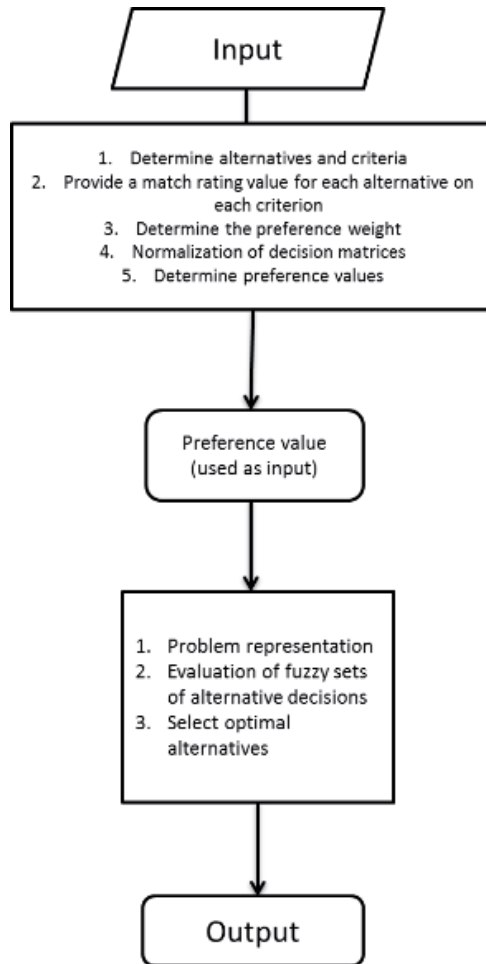 Input
1. Determine alternatives and criteria
2. Provide a match rating value for each alternative on
each criterion
3. Determine the preference weight
4. Normalization of decision matrices
5. Determine preference values
Preference value
(used as input)
1. Problem representation
2. Evaluation of fuzzy sets
of alternative decisions
3. Select optimal
alternatives
Output